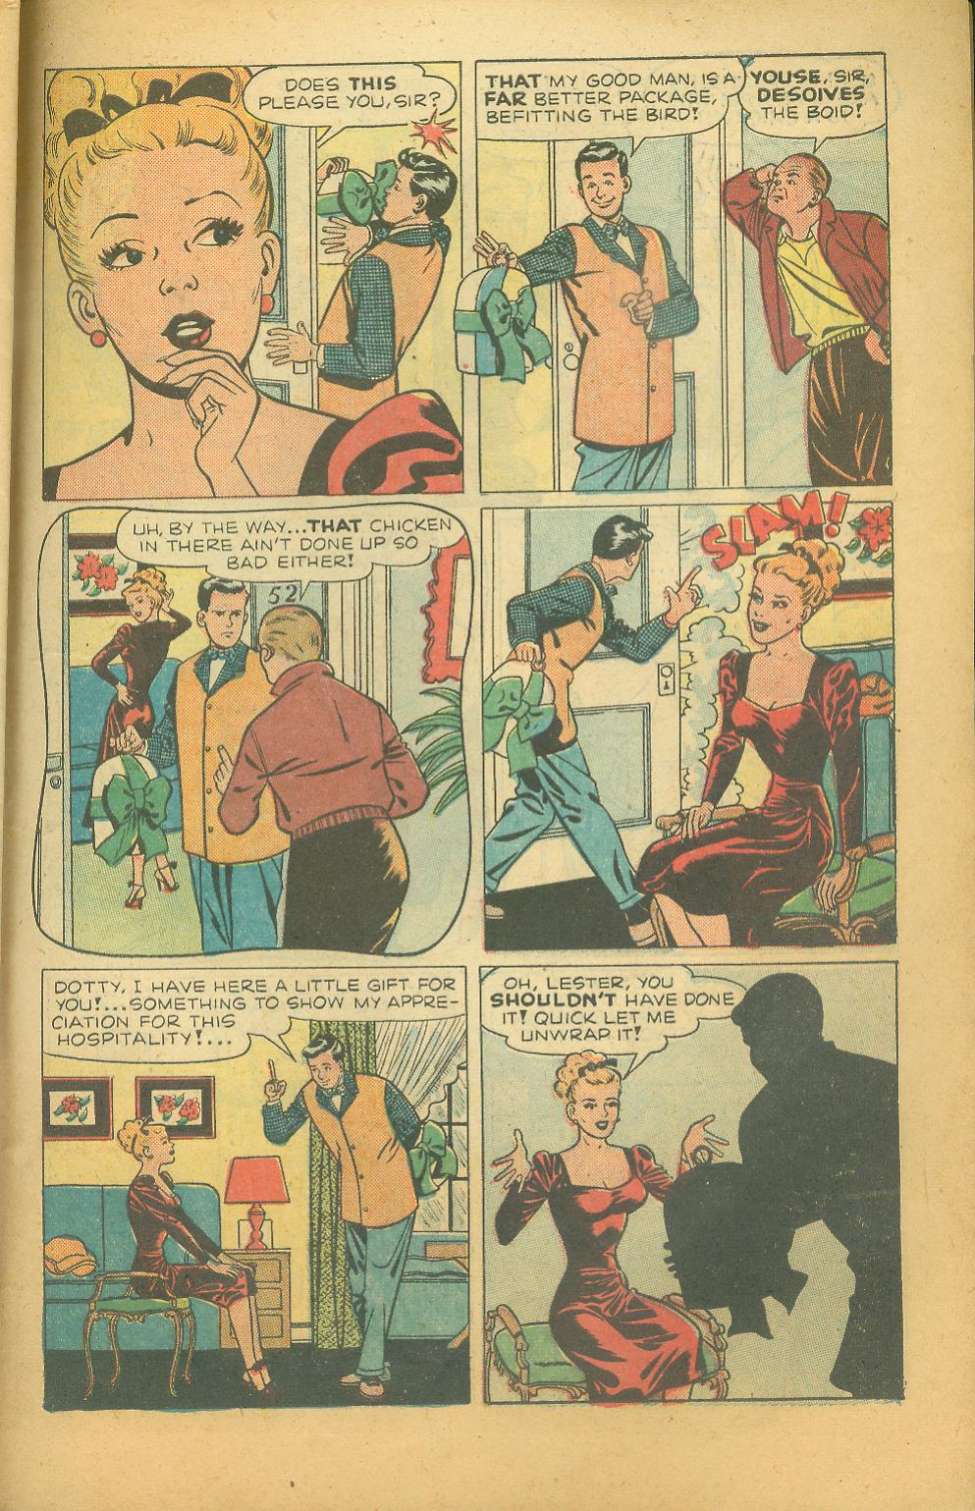 DOES THIS
PLEASE YOU, SIR?
THAT MY GOOD MAN, IS A
FAR BETTER PACKAGE,
BEFITTING THE BIRD!
YOUSE, SIR,
DESOIVES
THE BOID!
UH, BY THE WAY...THAT CHICKEN
IN THERE AIN'T DONE UP SO
BAD EITHER!
52
SLAM!
DOTTY, I HAVE HERE A LITTLE GIFT FOR
YOU!...SOMETHING TO SHOW MY APPRE-
CIATION FOR THIS
HOSPITALITY!...
OH, LESTER, YOU
SHOULDN'T HAVE DONE
IT! QUICK LET ME
UNWRAP IT!